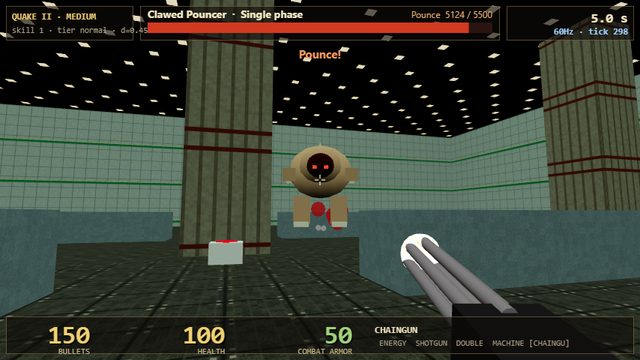 QUAKE II - MEDIUM
skill 1 · tier normal · d=0.45
Clawed Pouncer · Single phase
Pounce 5124 / 5500
5.0 s
60Hz · tick 298
Pounce!
150
BULLETS
100
HEALTH
50
COMBAT ARMOR
CHAINGUN
ENERGY SHOTGUN DOUBLE MACHINE [CHAINGU]